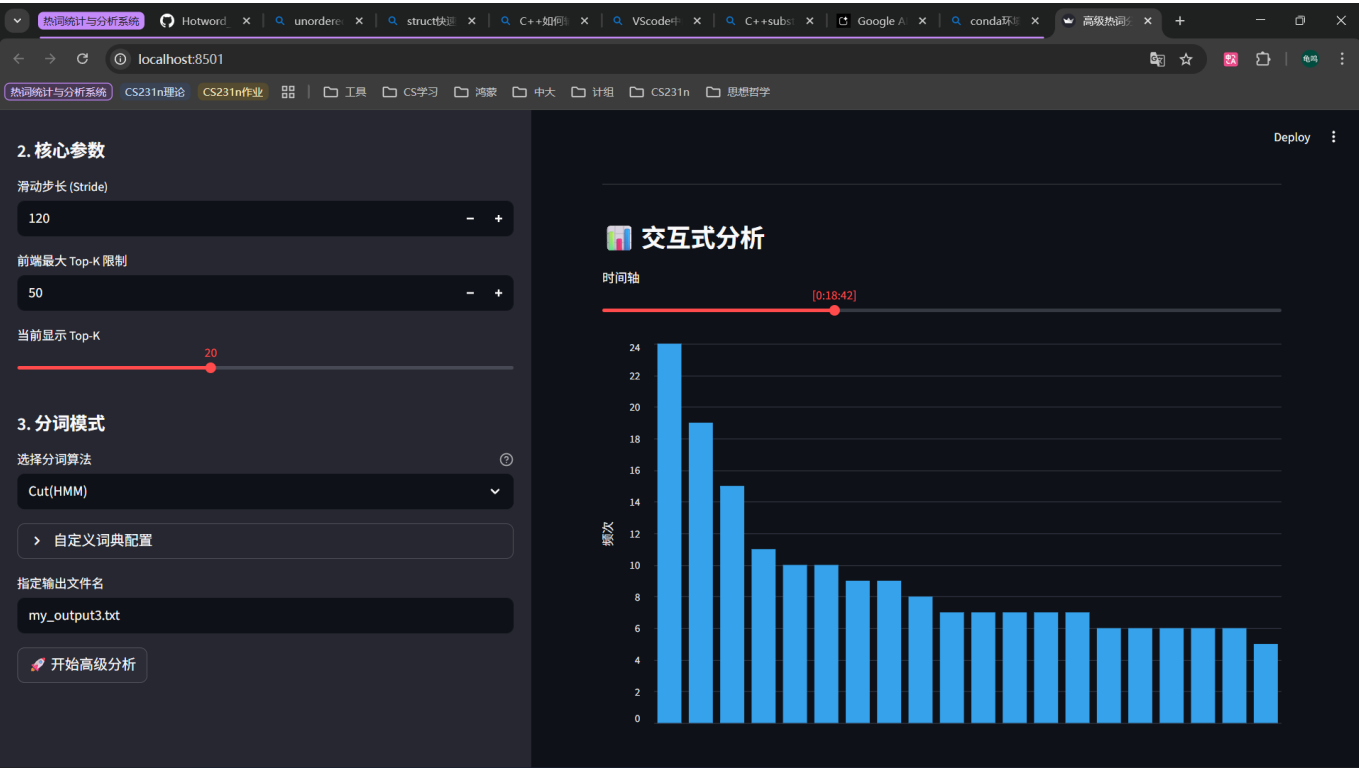 热词统计与分析系统
Hotword_
unordere
struct快速
C++如何
VScode中
C++subst
Google A
conda环境
高级热词分
localhost:8501
龟鸣
热词统计与分析系统
CS231n理论
CS231n作业
工具
CS学习
鸿蒙
中大
计组
CS231n
思想哲学
2. 核心参数
滑动步长 (Stride)
120
前端最大 Top-K 限制
50
当前显示 Top-K
20
3. 分词模式
选择分词算法
Cut(HMM)
自定义词典配置
指定输出文件名
my_output3.txt
🚀 开始高级分析
Deploy
📊 交互式分析
时间轴
[0:18:42]
频次
24
22
20
18
16
14
12
10
8
6
4
2
0